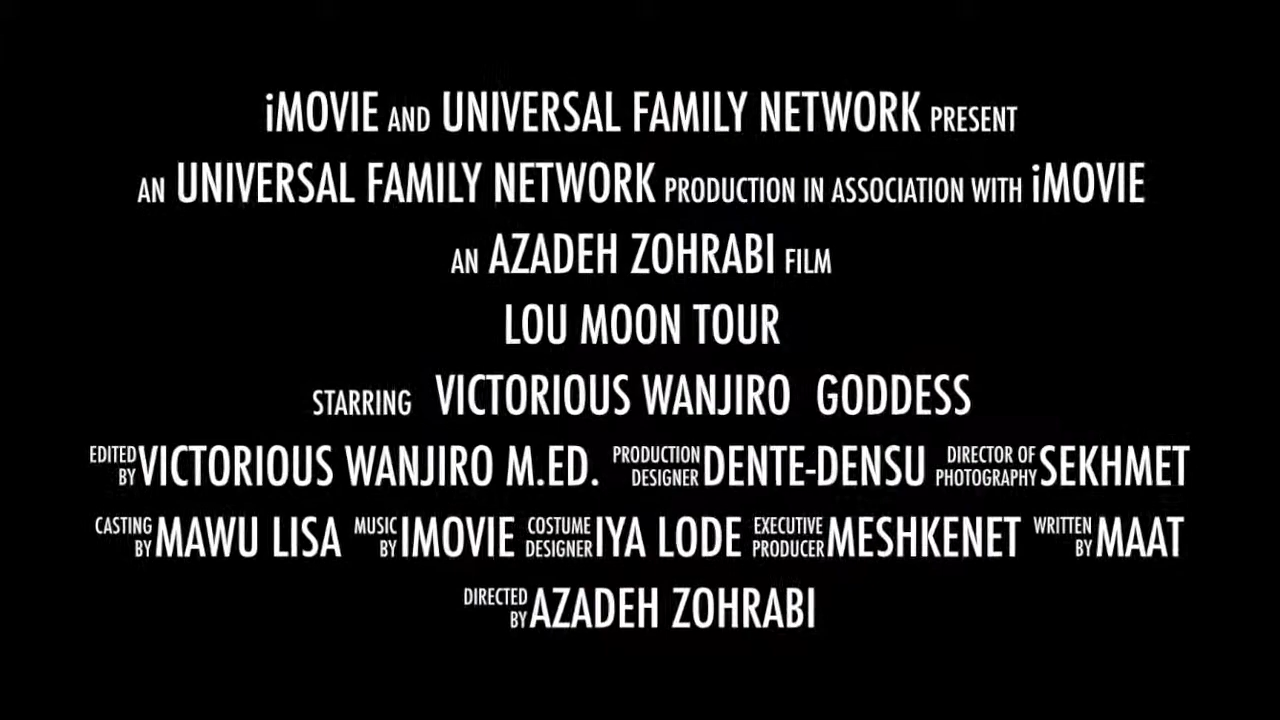 iMOVIE AND UNIVERSAL FAMILY NETWORK PRESENT
AN UNIVERSAL FAMILY NETWORK PRODUCTION IN ASSOCIATION WITH iMOVIE
AN AZADEH ZOHRABI FILM
LOU MOON TOUR
STARRING VICTORIOUS WANJIRO GODDESS
EDITED BY VICTORIOUS WANJIRO M.ED. PRODUCTION DESIGNER DENTE-DENSU DIRECTOR OF PHOTOGRAPHY SEKHMET
CASTING BY MAWU LISA MUSIC BY IMOVIE COSTUME DESIGNER IYA LODE EXECUTIVE PRODUCER MESHKENET WRITTEN BY MAAT
DIRECTED BY AZADEH ZOHRABI